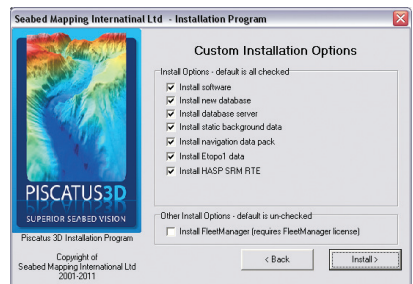 Seabed Mapping Internatinal Ltd - Installation Program
Custom Installation Options
Install Options - default is all checked
Install software
Install new database
Install database server
Install static background data
Install navigation data pack
Install Etopo1 data
Install HASP SRM RTE
PISCATUS3D
SUPERIOR SEABED VISION
Other Install Options - default is un-checked
Install FleetManager (requires FleetManager license)
Piscatus 3D Installation Program
Copyright of
Seabed Mapping International Ltd
2001-2011
< Back
Install >